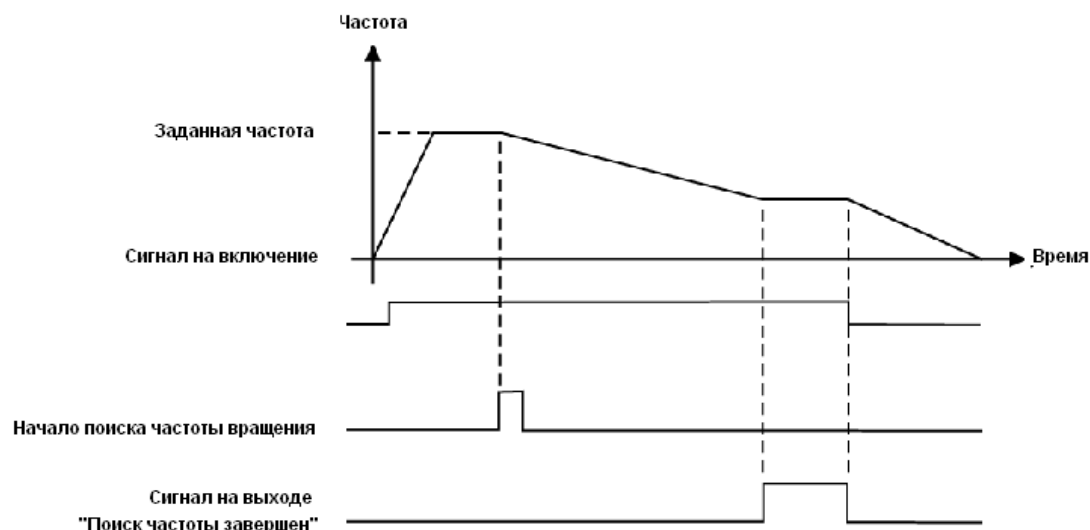 Частота
Заданная частота
Сигнал на включение
Время
Начало поиска частоты вращения
Сигнал на выходе
"Поиск частоты завершен"